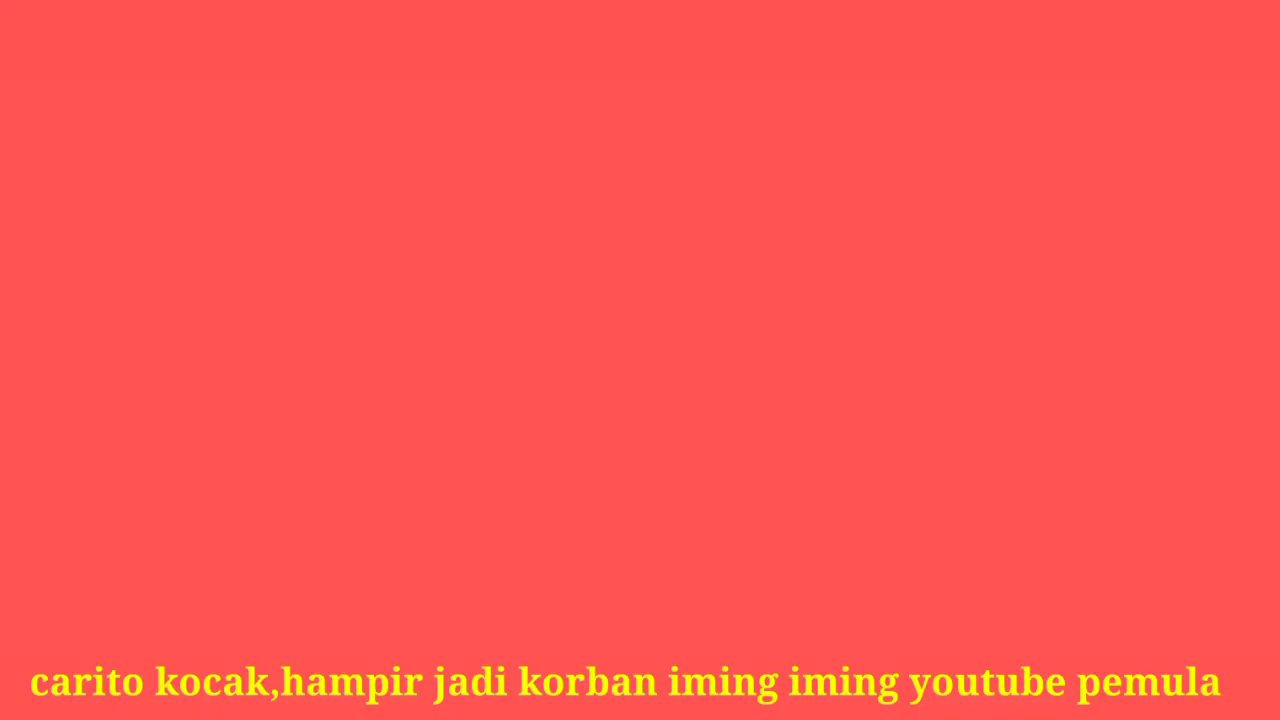 carito kocak,hampir jadi korban iming iming youtube pemula